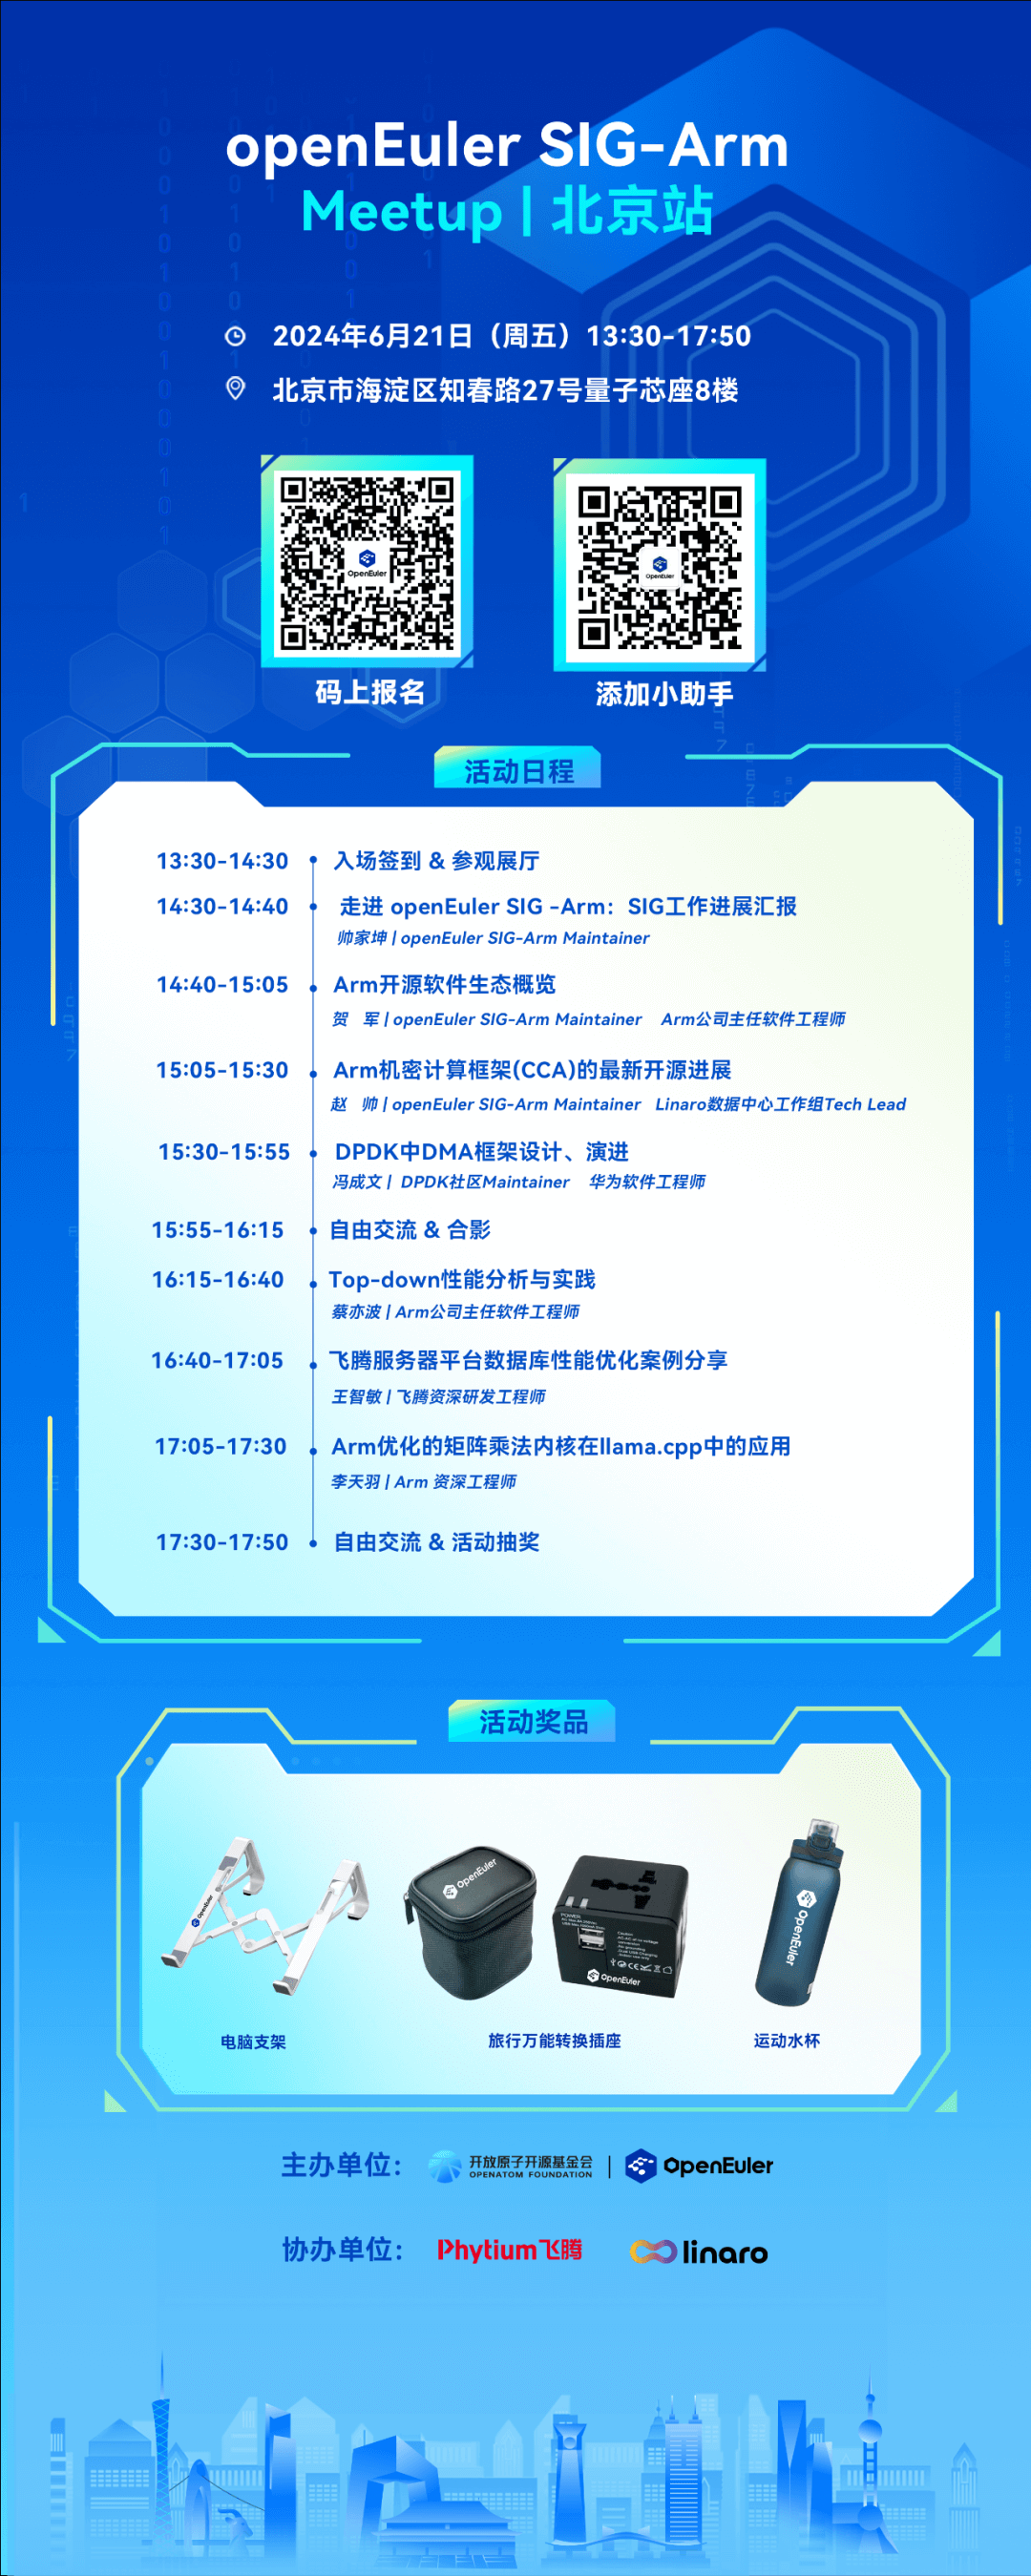 openEuler SIG-Arm
Meetup | 北京站
2024年6月21日（周五）13:30-17:50
北京市海淀区知春路27号量子芯座8楼
OpenEuler
OpenEuler
码上报名
添加小助手
活动日程
13:30-14:30 入场签到 & 参观展厅
14:30-14:40 走进 openEuler SIG -Arm：SIG工作进展汇报
帅家坤 | openEuler SIG-Arm Maintainer
14:40-15:05 Arm开源软件生态概览
贺 军 | openEuler SIG-Arm Maintainer Arm公司主任软件工程师
15:05-15:30 Arm机密计算框架(CCA)的最新开源进展
赵 帅 | openEuler SIG-Arm Maintainer Linaro数据中心工作组Tech Lead
15:30-15:55 DPDK中DMA框架设计、演进
冯成文 | DPDK社区Maintainer 华为软件工程师
15:55-16:15 自由交流 & 合影
16:15-16:40 Top-down性能分析与实践
蔡亦波 | Arm公司主任软件工程师
16:40-17:05 飞腾服务器平台数据库性能优化案例分享
王智敏 | 飞腾资深研发工程师
17:05-17:30 Arm优化的矩阵乘法内核在llama.cpp中的应用
李天羽 | Arm 资深工程师
17:30-17:50 自由交流 & 活动抽奖
活动奖品
OpenEuler
OpenEuler
OpenEuler
OpenEuler
电脑支架
旅行万能转换插座
运动水杯
主办单位： 开放原子开源基金会 | OpenEuler
OPENATOM FOUNDATION
协办单位： Phytium飞腾 linaro